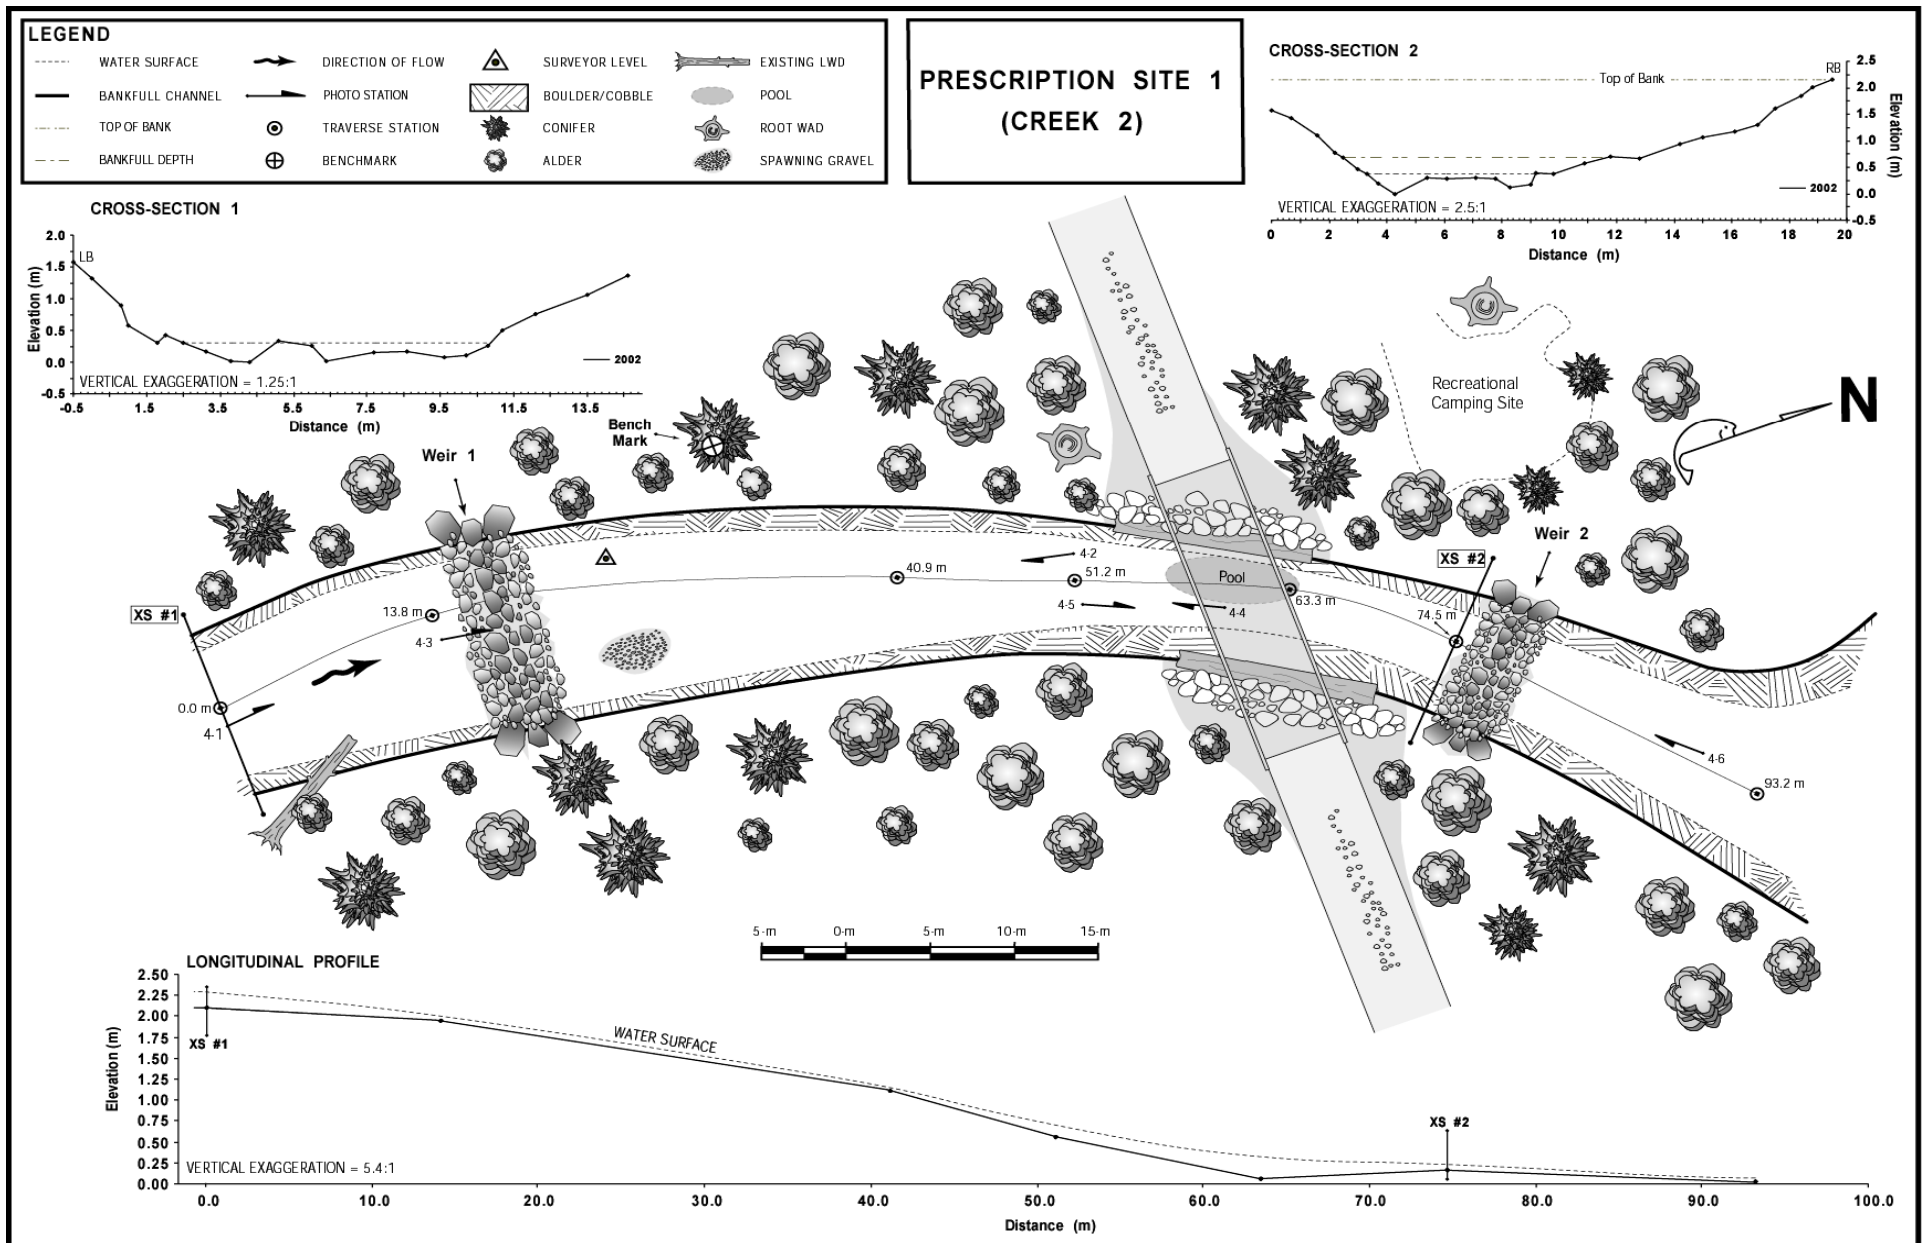 LEGEND
WATER SURFACE
DIRECTION OF FLOW
SURVEYOR LEVEL
EXISTING LWD
BANKFULL CHANNEL
PHOTO STATION
BOULDER/COBBLE
POOL
TOP OF BANK
TRAVERSE STATION
CONIFER
ROOT WAD
BANKFULL DEPTH
BENCHMARK
ALDER
SPAWNING GRAVEL
PRESCRIPTION SITE 1
(CREEK 2)
CROSS-SECTION 2
Top of Bank
RB
2.5
2.0
1.5
1.0
0.5
0.0
-0.5
Elevation (m)
2002
VERTICAL EXAGGERATION = 2.5:1
0 2 4 6 8 10 12 14 16 18 20
Distance (m)
CROSS-SECTION 1
2.0
1.5
1.0
0.5
0.0
-0.5
Elevation (m)
LB
2002
VERTICAL EXAGGERATION = 1.25:1
-0.5 1.5 3.5 5.5 7.5 9.5 11.5 13.5
Distance (m)
Bench
Mark
Weir 1
Recreational
Camping Site
N
Weir 2
XS #2
XS #1
4-2
40.9 m
51.2 m
Pool
63.3 m
13.8 m
4-5
4-4
74.5 m
4-3
0.0 m
4-1
4-6
93.2 m
5-m 0-m 5-m 10-m 15-m
LONGITUDINAL PROFILE
2.50
2.25
2.00
1.75
1.50
1.25
1.00
0.75
0.50
0.25
0.00
Elevation (m)
XS #1
WATER SURFACE
XS #2
VERTICAL EXAGGERATION = 5.4:1
0.0 10.0 20.0 30.0 40.0 50.0 60.0 70.0 80.0 90.0 100.0
Distance (m)